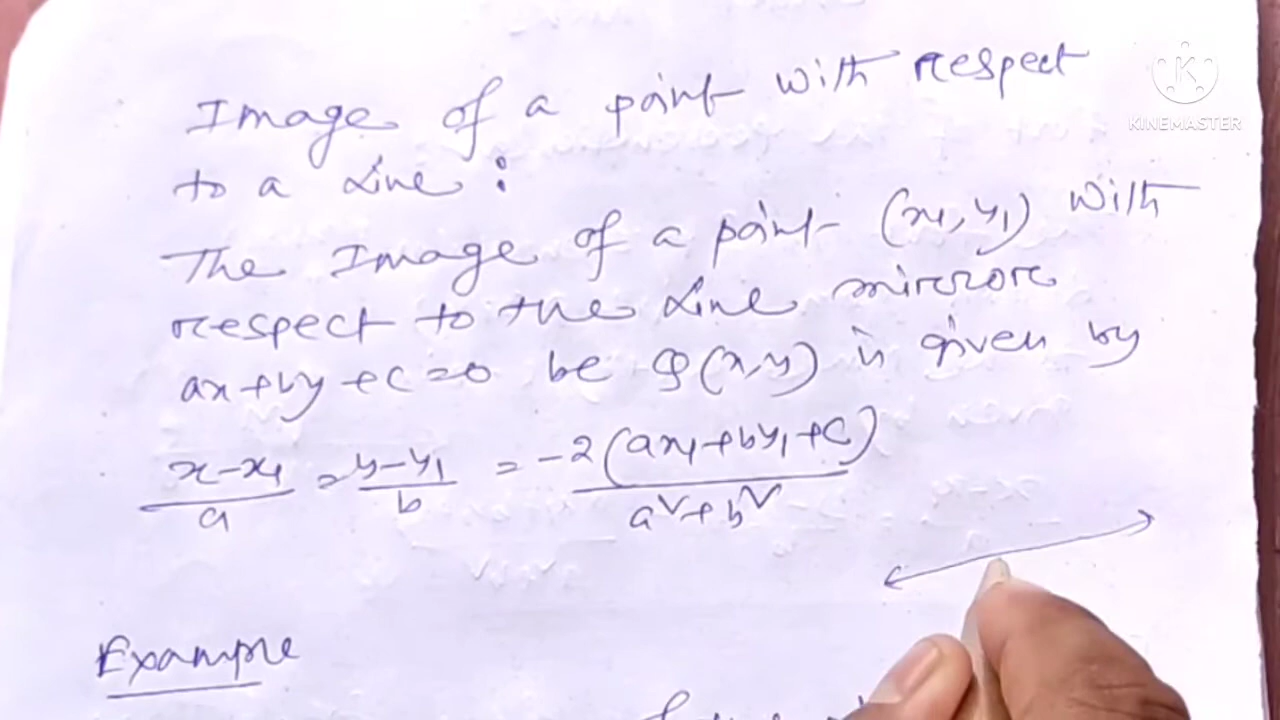 Image of a point with respect
KINEMASTER
to a Line :
The Image of a point (x₁, y₁) with
respect to the Line mirror
ax+by+c=0 be Q(x,y) is given by
x-x₁/a = y-y₁/b = -2(ax₁+by₁+c)/a²+b²
Example